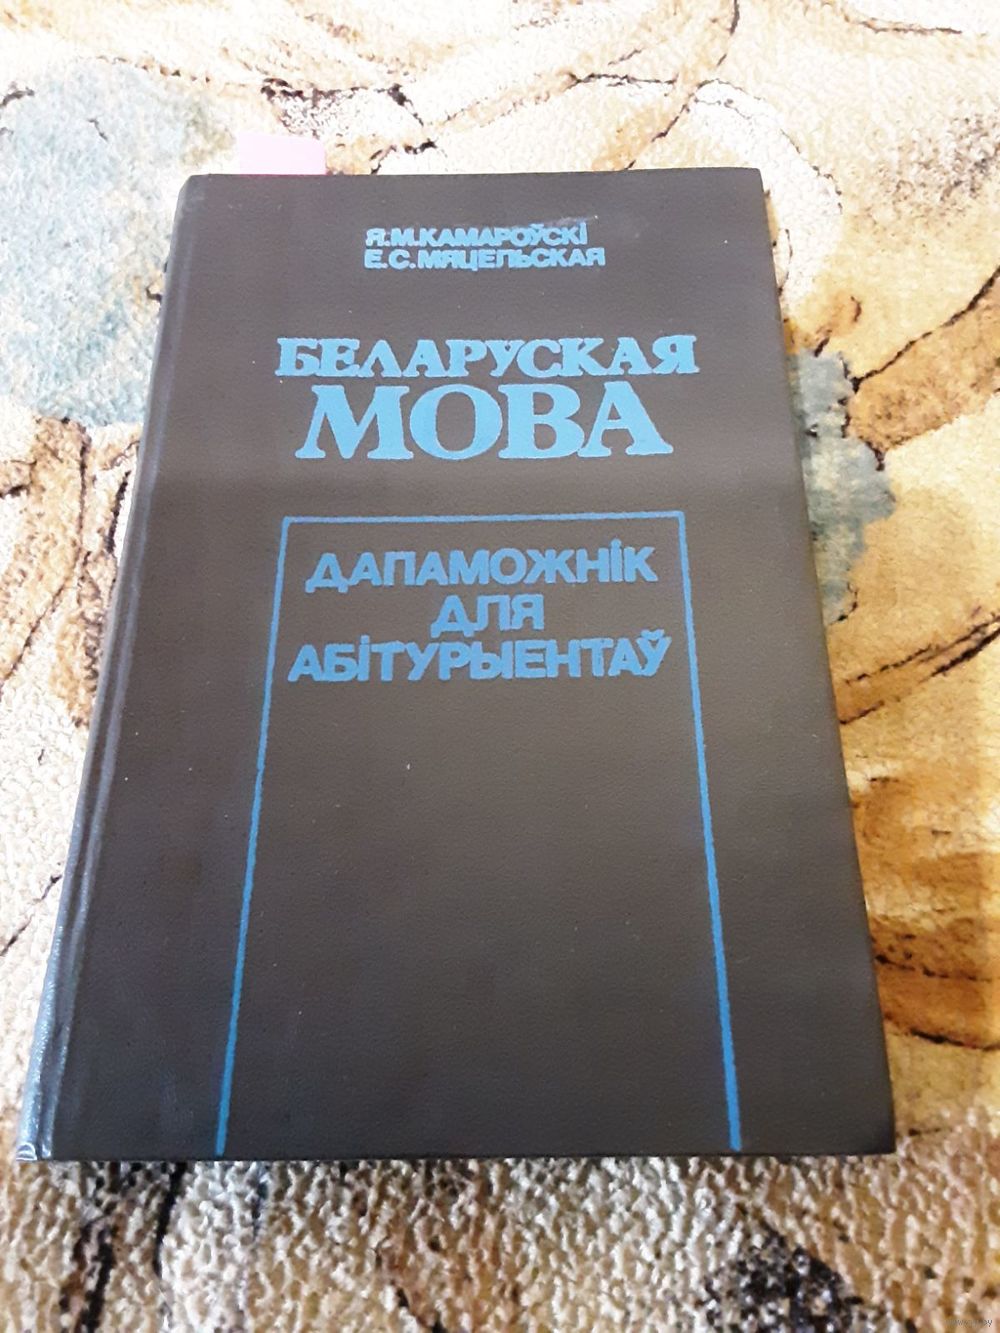 Я.М.КАМАРОЎСКІ
Е.С.МЯЦЕЛЬСКАЯ
БЕЛАРУСКАЯ
МОВА
ДАПАМОЖНІК
ДЛЯ
АБІТУРЫЕНТАЎ